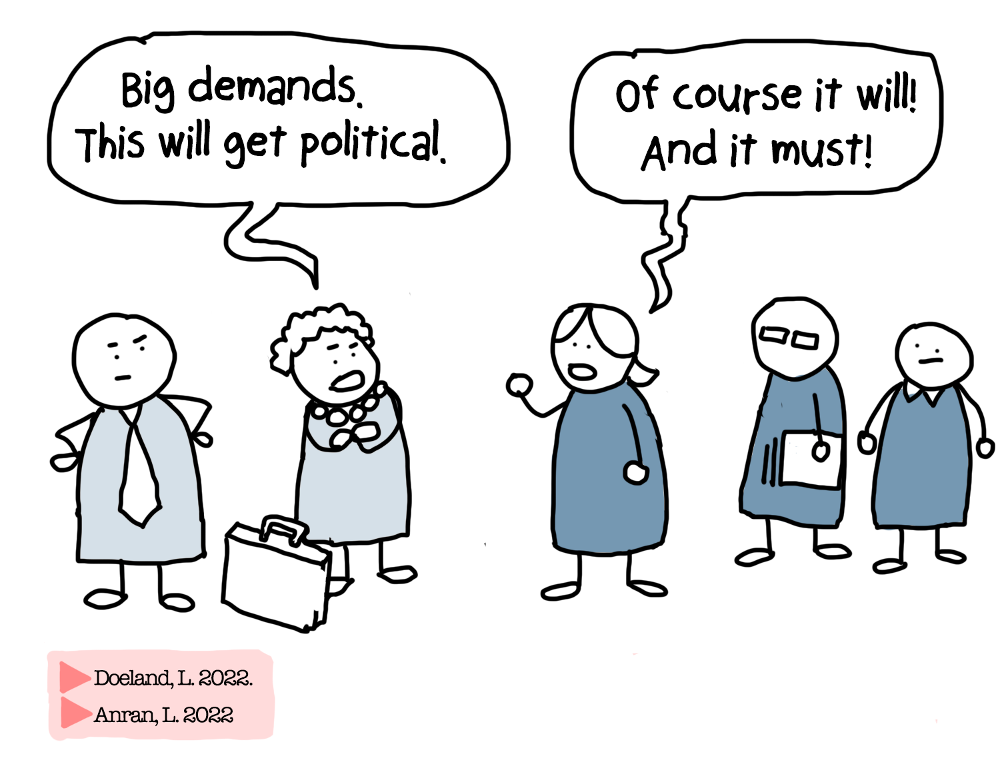 Big demands.
This will get political.
Of course it will!
And it must!
Doeland, L. 2022.
Anran, L. 2022